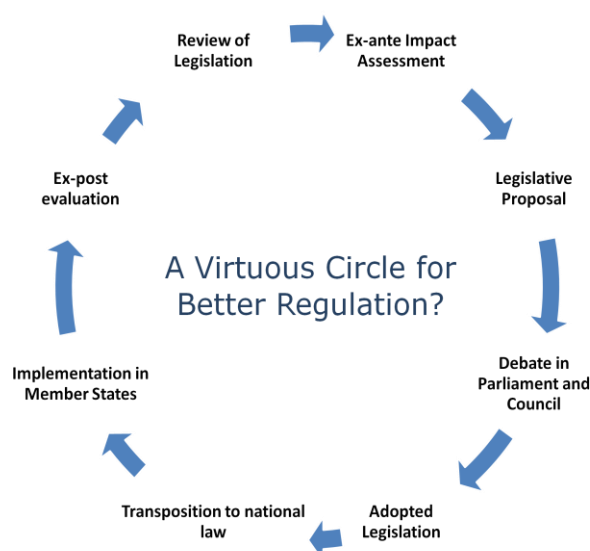 Review of
Legislation
Ex-ante Impact
Assessment
Legislative
Proposal
Debate in
Parliament and
Council
Adopted
Legislation
Transposition to national
law
Implementation in
Member States
Ex-post
evaluation
A Virtuous Circle for
Better Regulation?